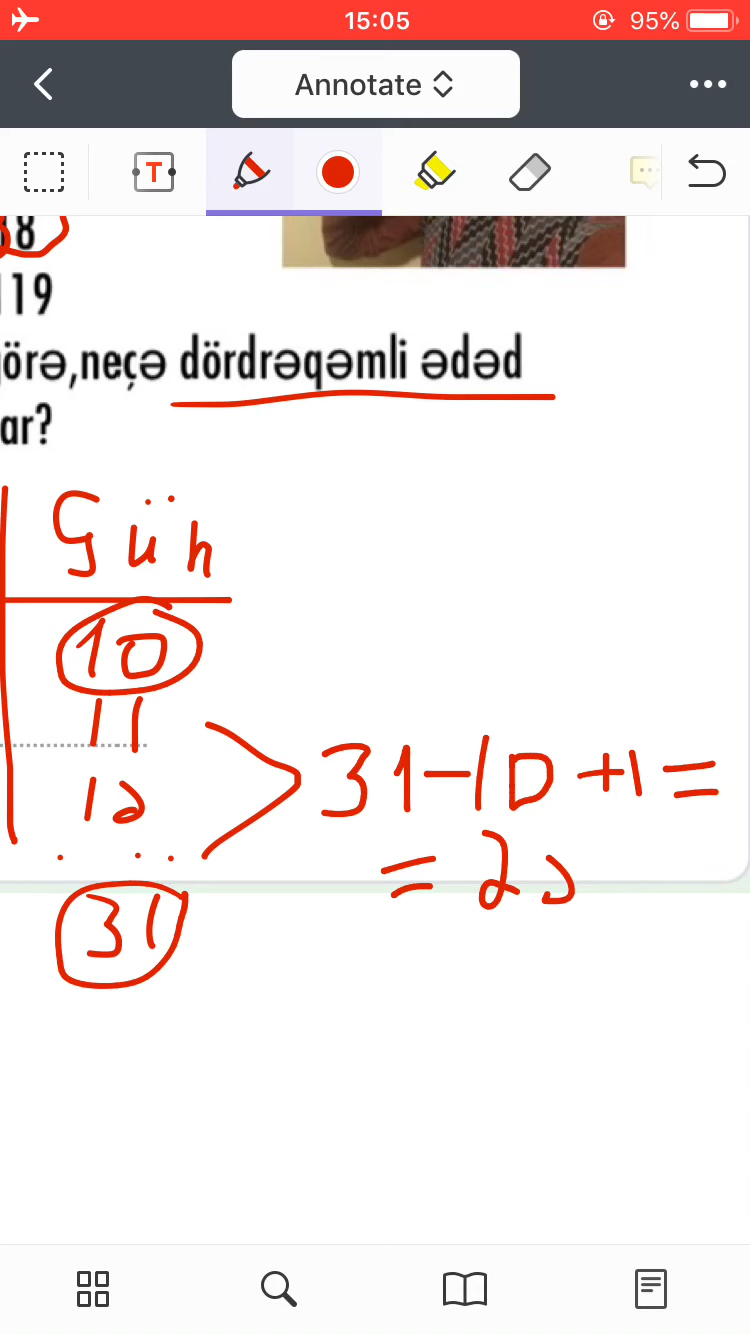 15:05
95%
Annotate
T
38
119
görə,neçə dördrəqəmli ədəd
ar?
Gün
10
11
12
31-10+1=
. . .
=2
31